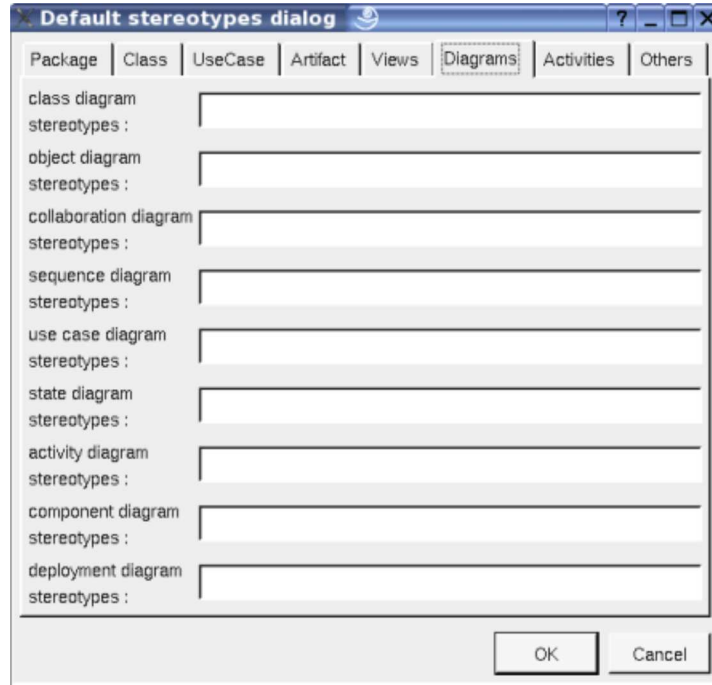 Default stereotypes dialog
Package Class UseCase Artifact Views Diagrams Activities Others
class diagram
stereotypes :
object diagram
stereotypes :
collaboration diagram
stereotypes :
sequence diagram
stereotypes :
use case diagram
stereotypes :
state diagram
stereotypes :
activity diagram
stereotypes :
component diagram
stereotypes :
deployment diagram
stereotypes :
OK Cancel